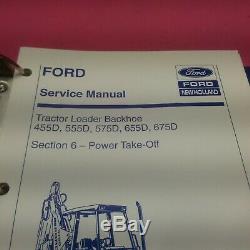 FORD
Ford
FORD
NEW HOLLAND
Service Manual
Tractor Loader Backhoe
455D, 555D, 575D, 655D, 675D
Section 6 – Power Take-Off